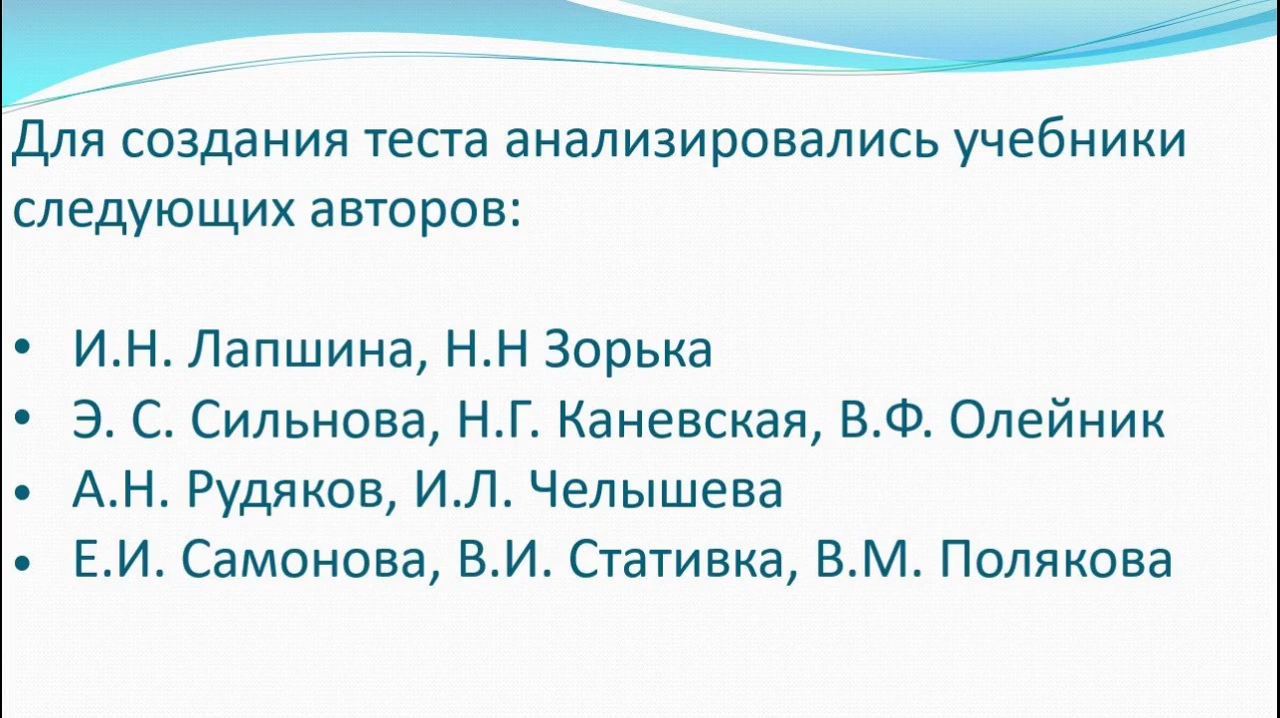 Для создания теста анализировались учебники
следующих авторов:
• И.Н. Лапшина, Н.Н Зорька
• Э. С. Сильнова, Н.Г. Каневская, В.Ф. Олейник
• А.Н. Рудяков, И.Л. Челышева
• Е.И. Самонова, В.И. Стативка, В.М. Полякова